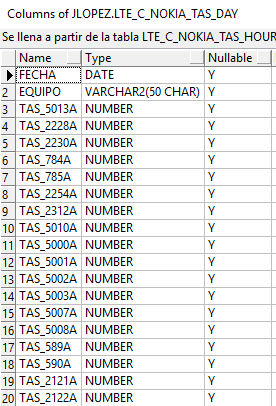 Columns of JLOPEZ.LTE_C_NOKIA_TAS_DAY
Se llena a partir de la tabla LTE_C_NOKIA_TAS_HOUR
Name Type Nullable
FECHA DATE Y
2 EQUIPO VARCHAR2(50 CHAR) Y
3 TAS_5013A NUMBER Y
4 TAS_2228A NUMBER Y
5 TAS_2230A NUMBER Y
6 TAS_784A NUMBER Y
7 TAS_785A NUMBER Y
8 TAS_2254A NUMBER Y
9 TAS_2312A NUMBER Y
10 TAS_5010A NUMBER Y
11 TAS_5000A NUMBER Y
12 TAS_5001A NUMBER Y
13 TAS_5002A NUMBER Y
14 TAS_5003A NUMBER Y
15 TAS_5007A NUMBER Y
16 TAS_5008A NUMBER Y
17 TAS_589A NUMBER Y
18 TAS_590A NUMBER Y
19 TAS_2121A NUMBER Y
20 TAS_2122A NUMBER Y